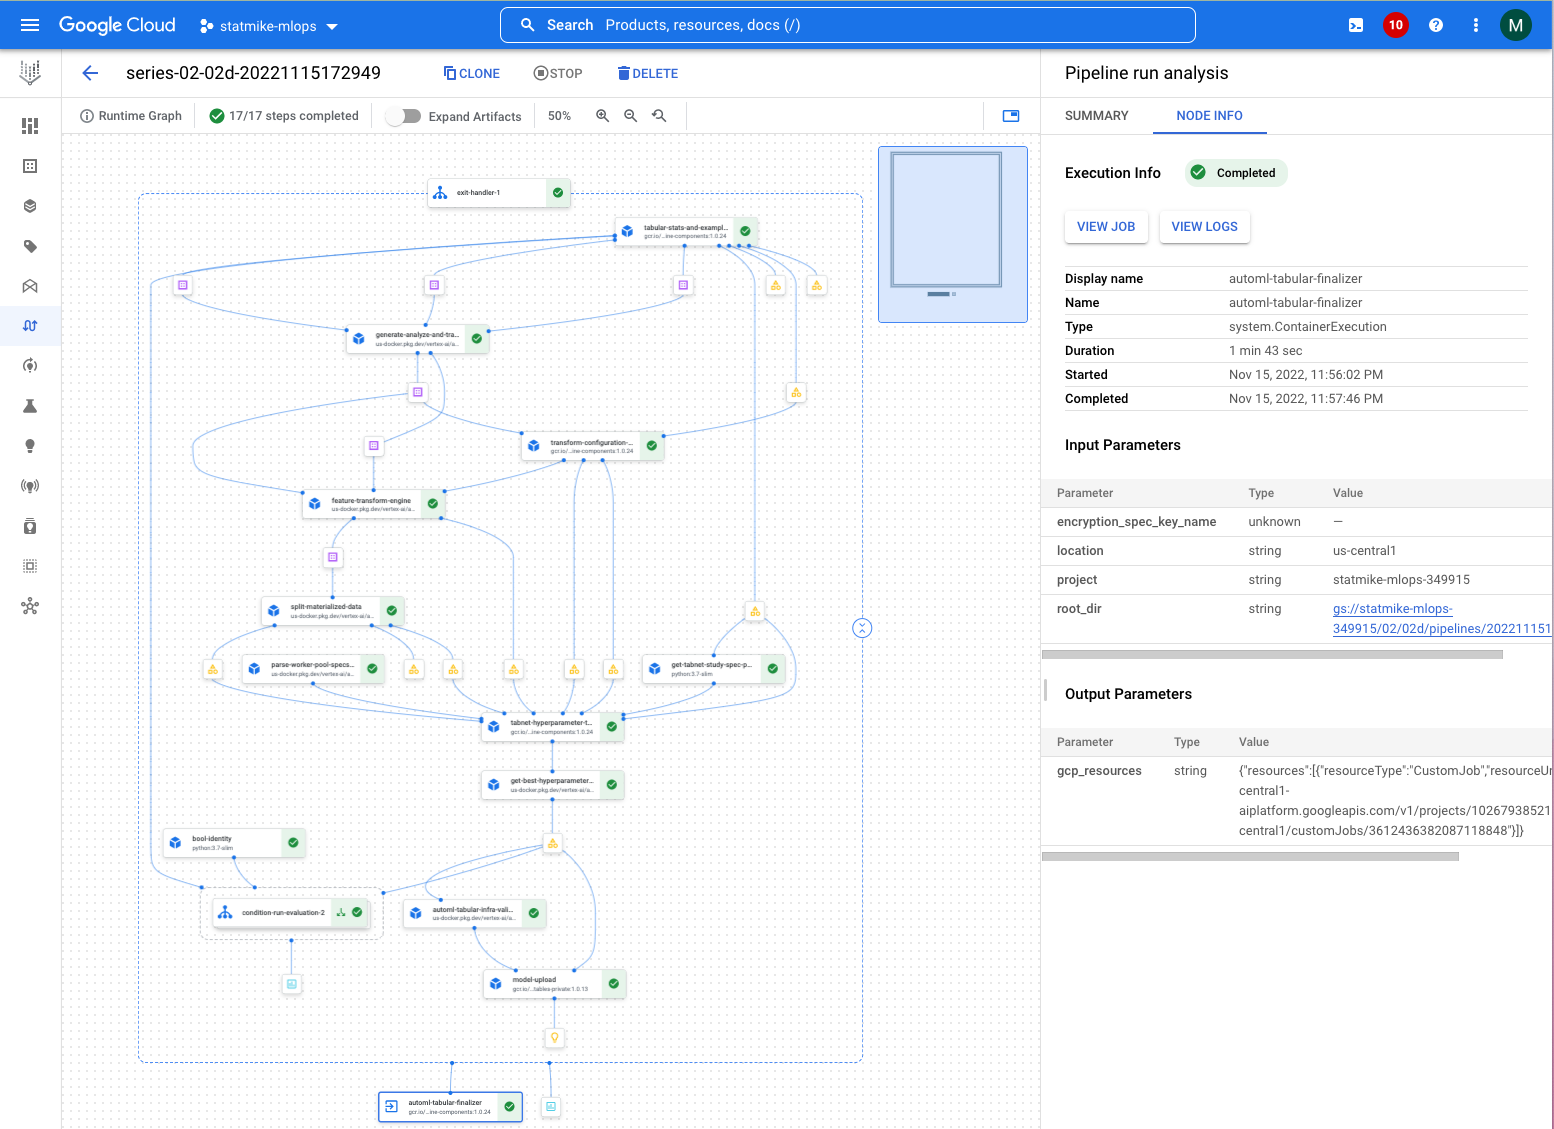 Google Cloud
statmike-mlops
Search Products, resources, docs (/)
10
M
series-02-02d-20221115172949
CLONE
STOP
DELETE
Runtime Graph
17/17 steps completed
Expand Artifacts
50%
exit-handler-1
tabular-stats-and-exampl...
gcr.io/...ine-components:1.0.24
generate-analyze-and-tra...
us-docker.pkg.dev/vertex-ai/a...
transform-configuration-...
gcr.io/...ine-components:1.0.24
feature-transform-engine
us-docker.pkg.dev/vertex-ai/a...
split-materialized-data
us-docker.pkg.dev/vertex-ai/a...
parse-worker-pool-specs...
us-docker.pkg.dev/vertex-ai/a...
get-tabnet-study-spec-p...
python:3.7-slim
tabnet-hyperparameter-t...
gcr.io/...ine-components:1.0.24
get-best-hyperparameter...
us-docker.pkg.dev/vertex-ai/a...
bool-identity
python:3.7-slim
condition-run-evaluation-2
automl-tabular-infra-vali...
us-docker.pkg.dev/vertex-ai/a...
model-upload
gcr.io/...tables-private:1.0.13
automl-tabular-finalizer
gcr.io/...ine-components:1.0.24
Pipeline run analysis
SUMMARY
NODE INFO
Execution Info
Completed
VIEW JOB
VIEW LOGS
Display name automl-tabular-finalizer
Name automl-tabular-finalizer
Type system.ContainerExecution
Duration 1 min 43 sec
Started Nov 15, 2022, 11:56:02 PM
Completed Nov 15, 2022, 11:57:46 PM
Input Parameters
Parameter Type Value
encryption_spec_key_name unknown —
location string us-central1
project string statmike-mlops-349915
root_dir string gs://statmike-mlops-
349915/02/02d/pipelines/202211151
Output Parameters
Parameter Type Value
gcp_resources string {"resources":[{"resourceType":"CustomJob","resourceUr
central1-
aiplatform.googleapis.com/v1/projects/10267938521
central1/customJobs/3612436382087118848"}]}